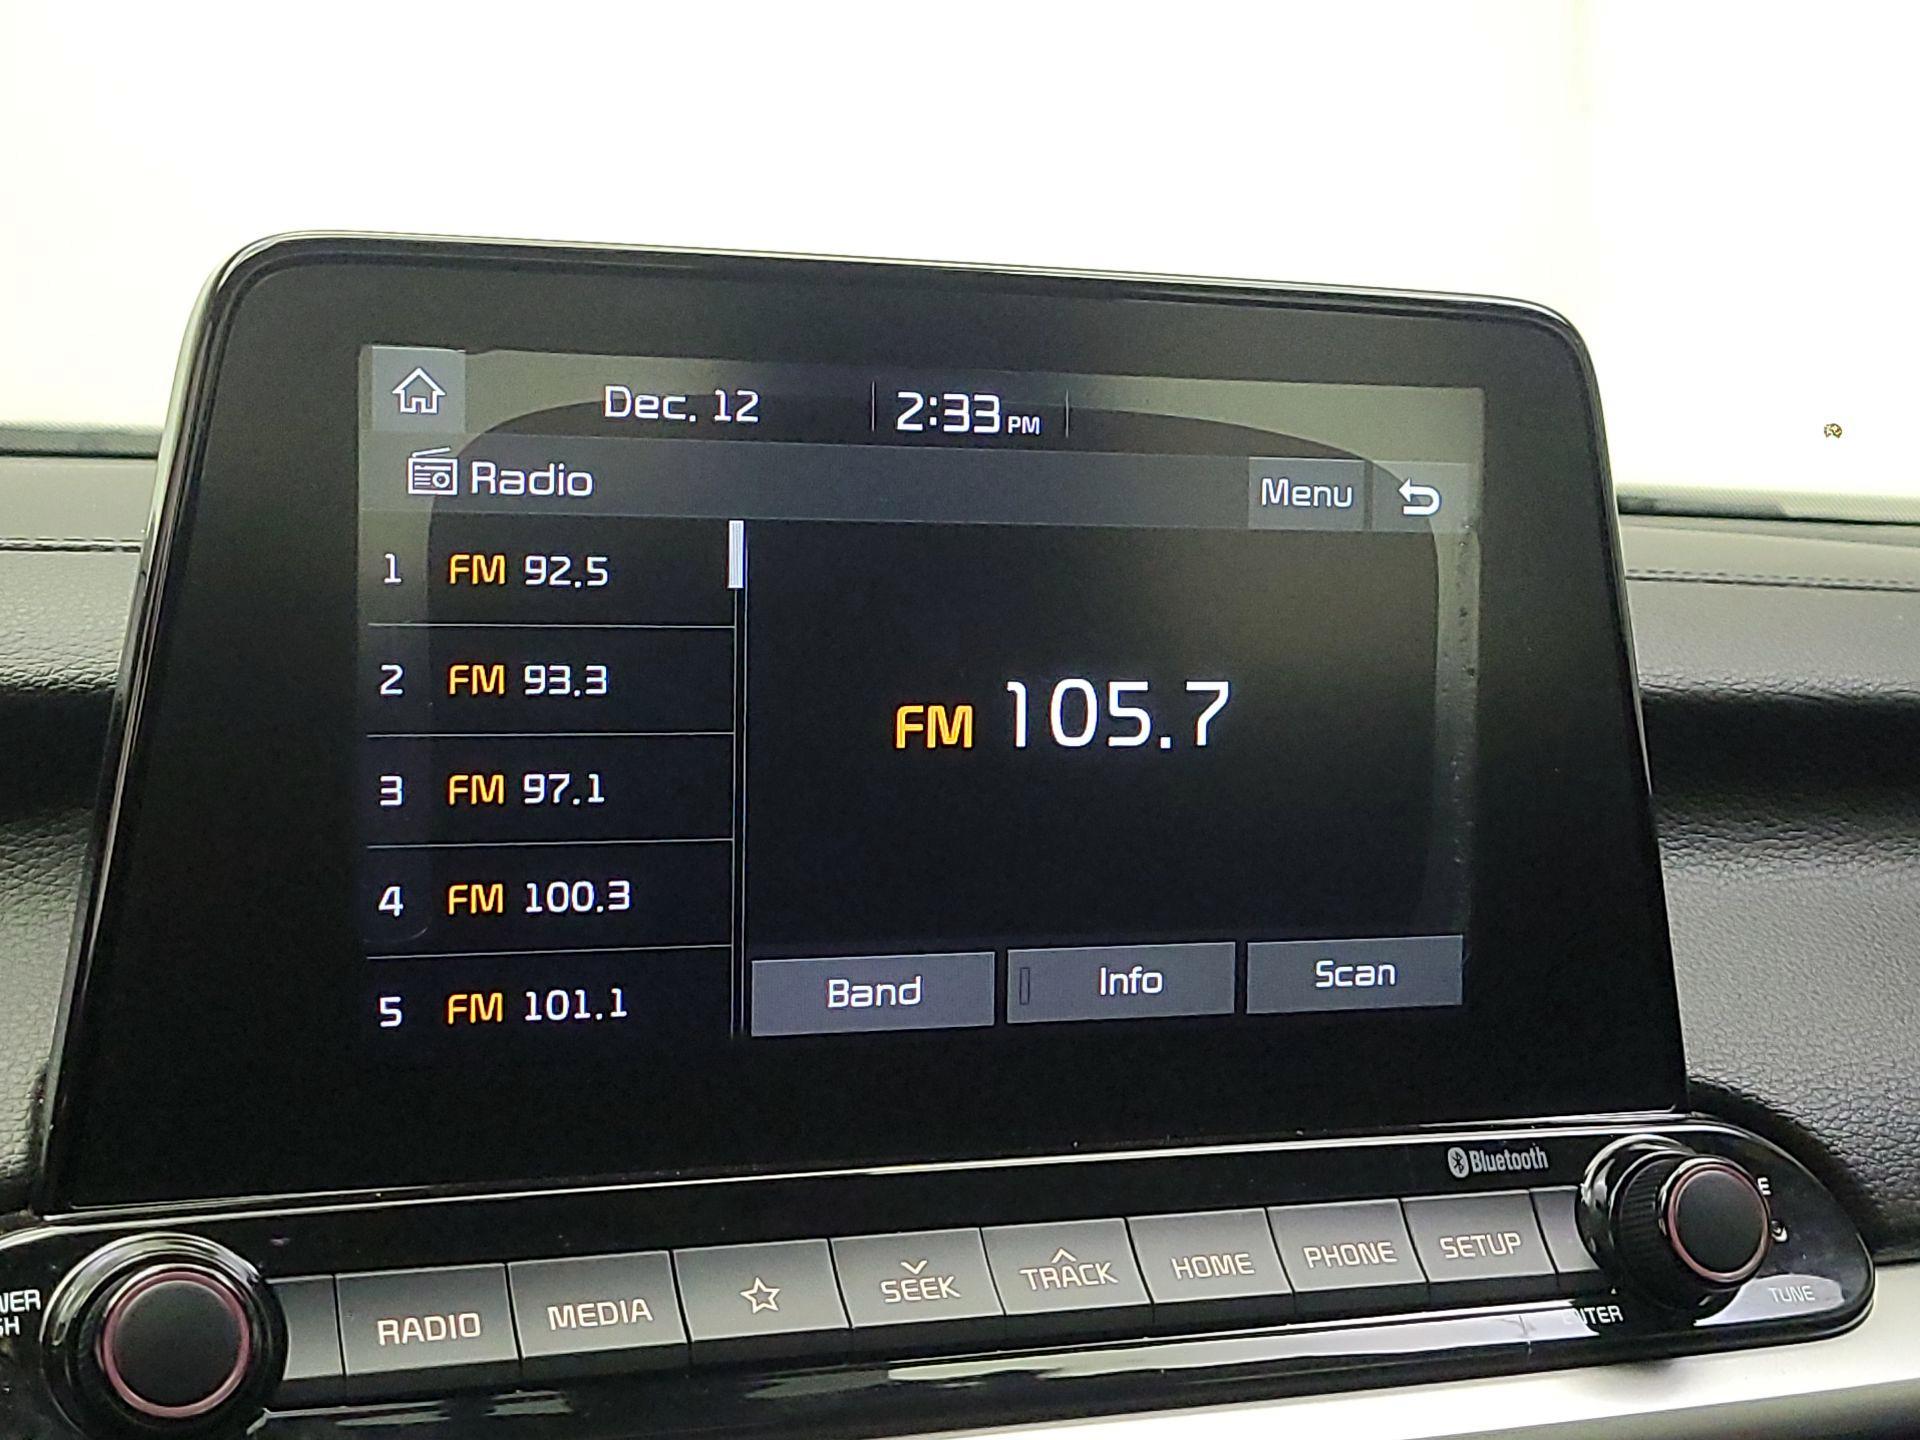 Dec. 12 2:33 PM
Radio Menu
1 FM 92.5
2 FM 93.3
3 FM 97.1
4 FM 100.3
5 FM 101.1
FM 105.7
Band Info Scan
Bluetooth
RADIO MEDIA SEEK TRACK HOME PHONE SETUP
TUNE